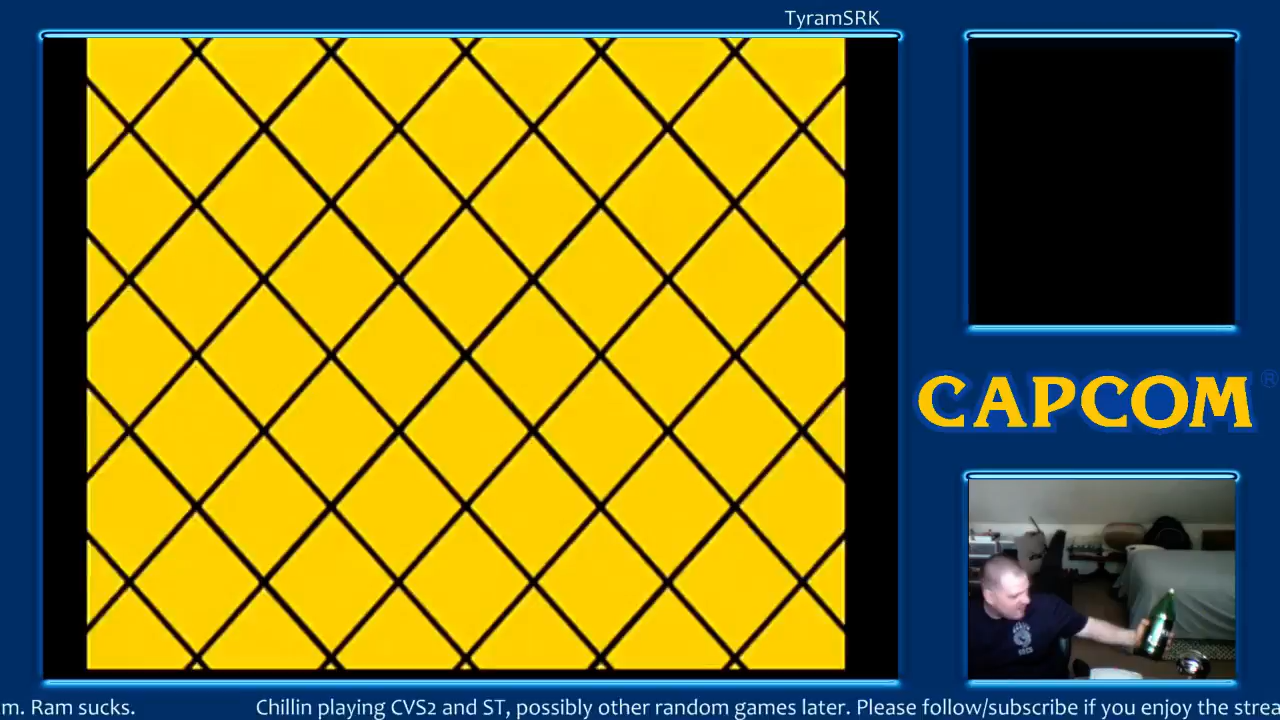 TyramSRK
CAPCOM®
m. Ram sucks. Chillin playing CVS2 and ST, possibly other random games later. Please follow/subscribe if you enjoy the strea